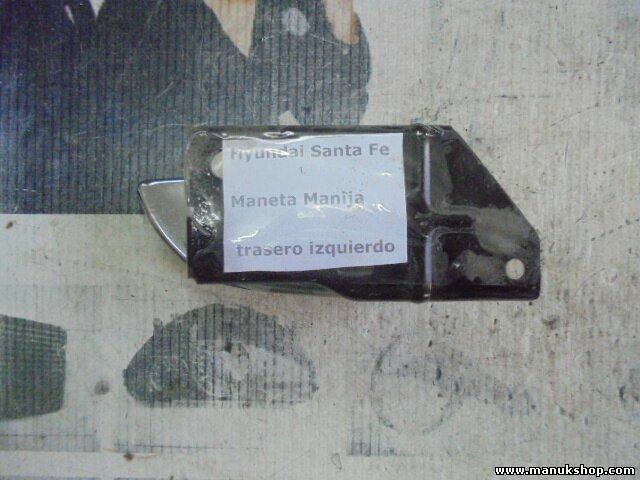 Hyundai Santa Fe
Maneta Manija
trasero izquierdo
www.manukshop.com